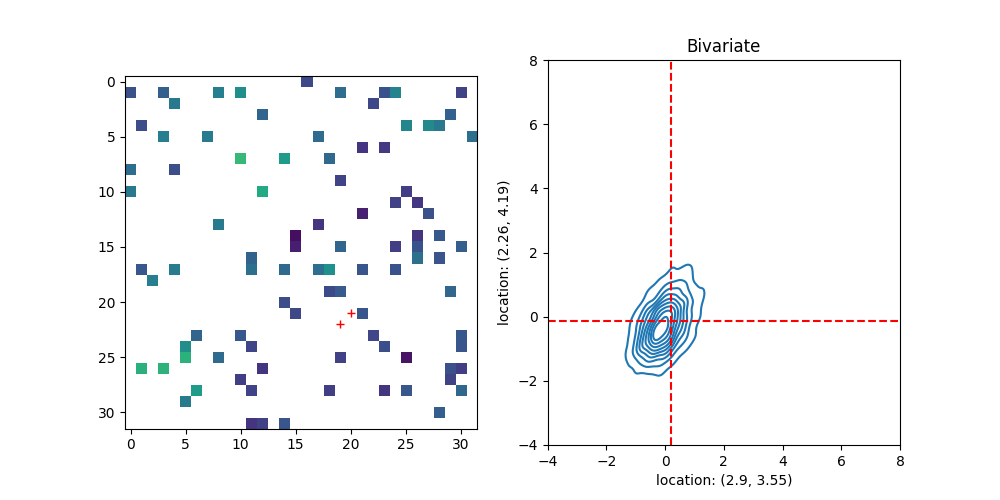 Bivariate
0
5
10
15
20
25
30
0 5 10 15 20 25 30
location: (2.26, 4.19)
8
6
4
2
0
−2
−4
−4 −2 0 2 4 6 8
location: (2.9, 3.55)